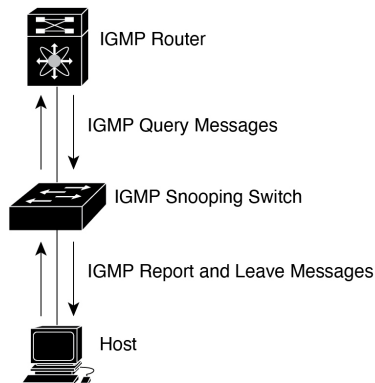 IGMP Router
IGMP Query Messages
IGMP Snooping Switch
IGMP Report and Leave Messages
Host